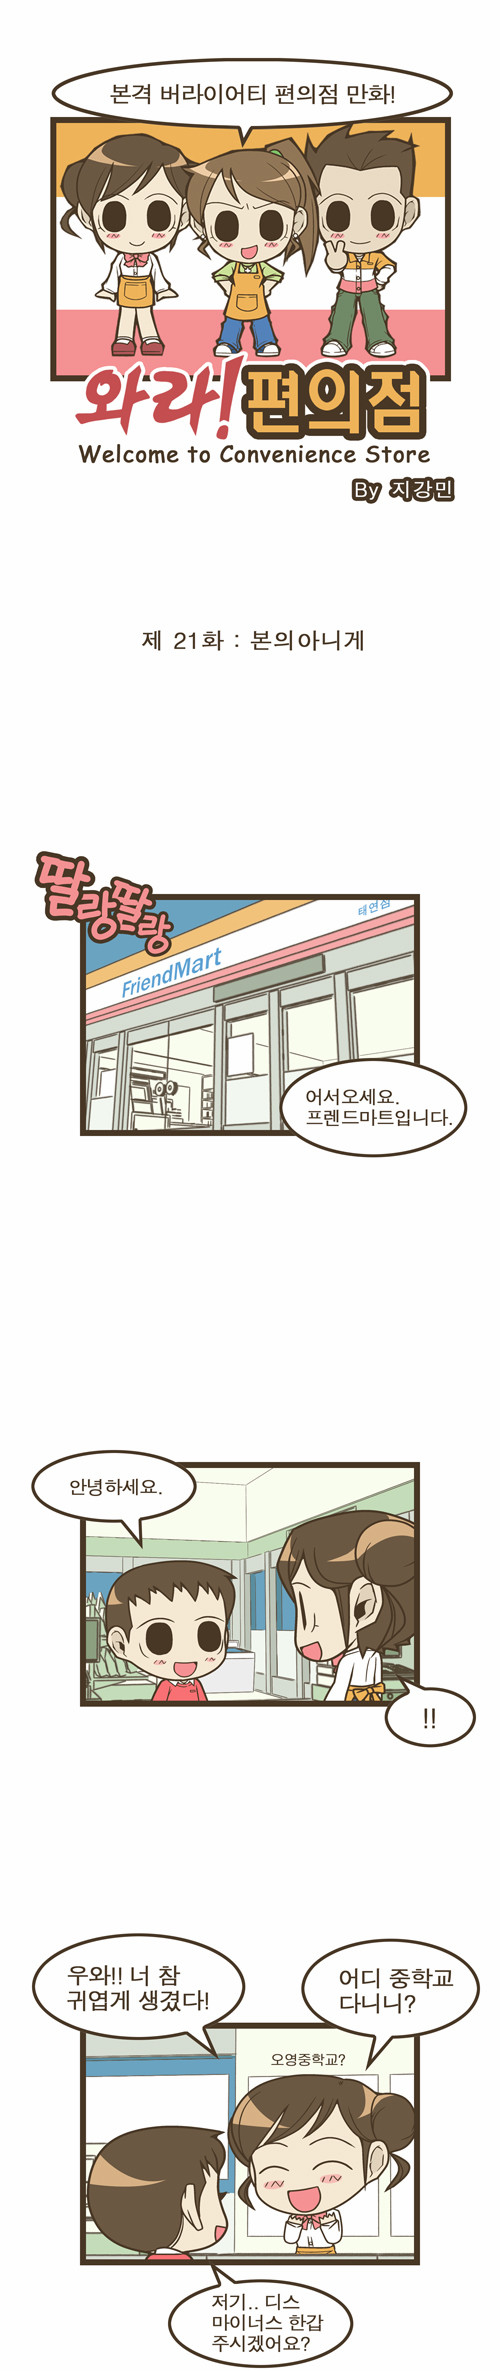 본격 버라이어티 편의점 만화!
와라! 편의점
Welcome to Convenience Store
By 지강민
제 21화 : 본의아니게
딸랑딸랑
태연점
FriendMart
어서오세요.
프렌드마트입니다.
안녕하세요.
!!
우와!! 너 참
귀엽게 생겼다!
어디 중학교
다니니?
오영중학교?
저기.. 디스
마이너스 한갑
주시겠어요?